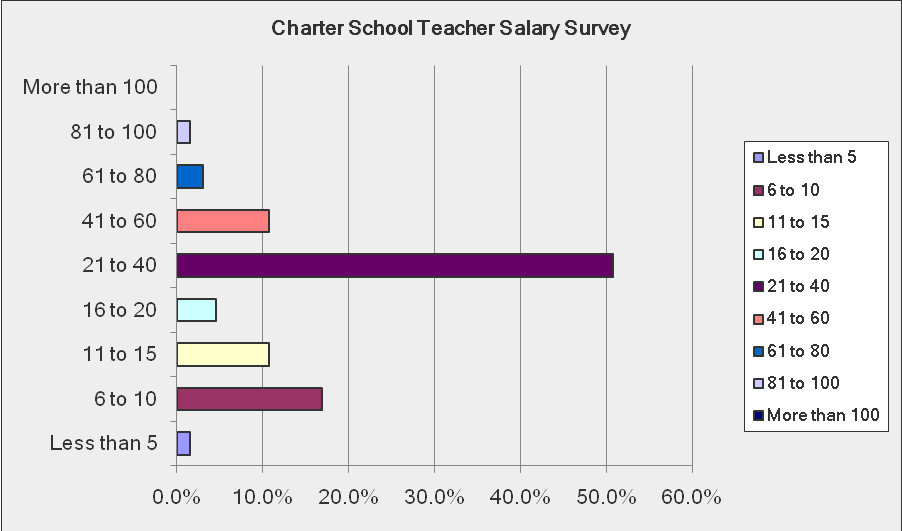 Charter School Teacher Salary Survey
More than 100
81 to 100
61 to 80
41 to 60
21 to 40
16 to 20
11 to 15
6 to 10
Less than 5
0.0% 10.0% 20.0% 30.0% 40.0% 50.0% 60.0%
Less than 5
6 to 10
11 to 15
16 to 20
21 to 40
41 to 60
61 to 80
81 to 100
More than 100